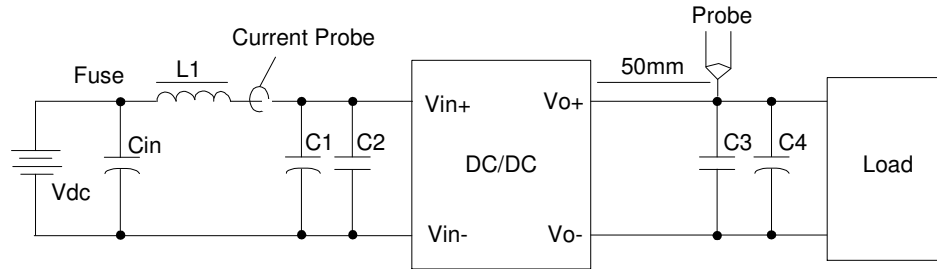 Probe
Current Probe
Fuse
L1
50mm
Vin+
Vo+
Cin
C1
C2
DC/DC
C3
C4
Load
Vdc
Vin-
Vo-